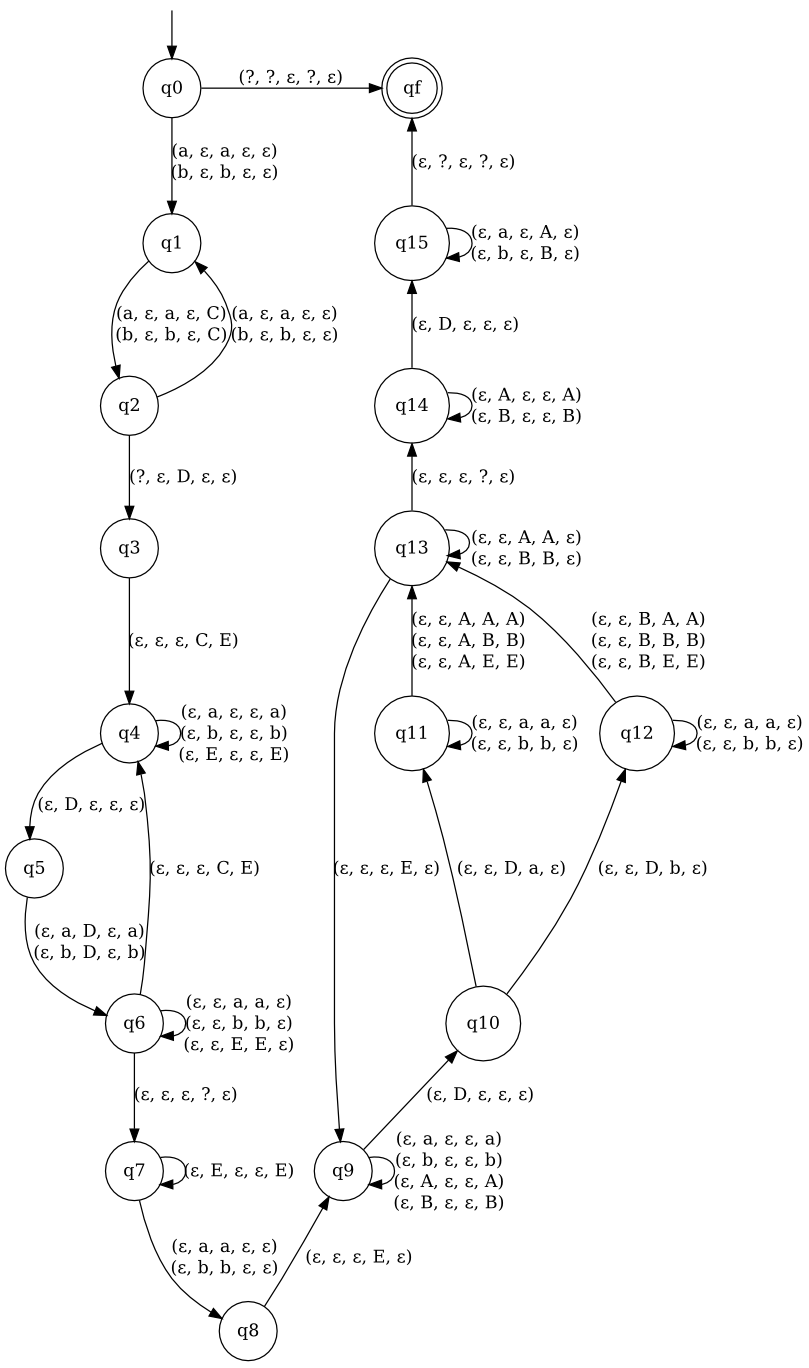 q0
(?, ?, ε, ?, ε)
qf
(a, ε, a, ε, ε)
(b, ε, b, ε, ε)
(ε, ?, ε, ?, ε)
q1
q15
(ε, a, ε, A, ε)
(ε, b, ε, B, ε)
(a, ε, a, ε, C)
(b, ε, b, ε, C)
(a, ε, a, ε, ε)
(b, ε, b, ε, ε)
(ε, D, ε, ε, ε)
q2
q14
(ε, A, ε, ε, A)
(ε, B, ε, ε, B)
(?, ε, D, ε, ε)
(ε, ε, ε, ?, ε)
q3
q13
(ε, ε, A, A, ε)
(ε, ε, B, B, ε)
(ε, ε, ε, C, E)
(ε, ε, A, A, A)
(ε, ε, A, B, B)
(ε, ε, A, E, E)
(ε, ε, B, A, A)
(ε, ε, B, B, B)
(ε, ε, B, E, E)
q4
(ε, a, ε, ε, a)
(ε, b, ε, ε, b)
(ε, E, ε, ε, E)
q11
(ε, ε, a, a, ε)
(ε, ε, b, b, ε)
q12
(ε, ε, a, a, ε)
(ε, ε, b, b, ε)
(ε, D, ε, ε, ε)
q5
(ε, ε, ε, C, E)
(ε, ε, ε, E, ε)
(ε, ε, D, a, ε)
(ε, ε, D, b, ε)
(ε, a, D, ε, a)
(ε, b, D, ε, b)
q6
(ε, ε, a, a, ε)
(ε, ε, b, b, ε)
(ε, ε, E, E, ε)
q10
(ε, ε, ε, ?, ε)
(ε, D, ε, ε, ε)
q7
(ε, E, ε, ε, E)
q9
(ε, a, ε, ε, a)
(ε, b, ε, ε, b)
(ε, A, ε, ε, A)
(ε, B, ε, ε, B)
(ε, a, a, ε, ε)
(ε, b, b, ε, ε)
(ε, ε, ε, E, ε)
q8